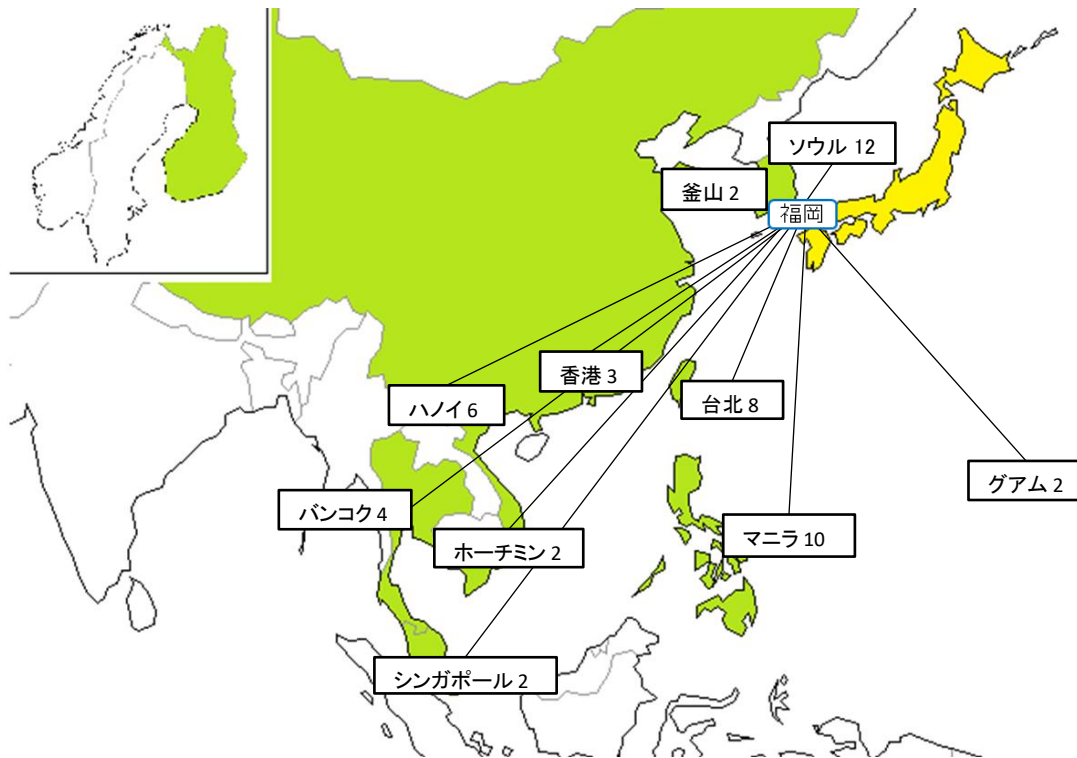 ソウル 12
釜山 2
福岡
香港 3
ハノイ 6
台北 8
グアム 2
バンコク 4
マニラ 10
ホーチミン 2
シンガポール 2